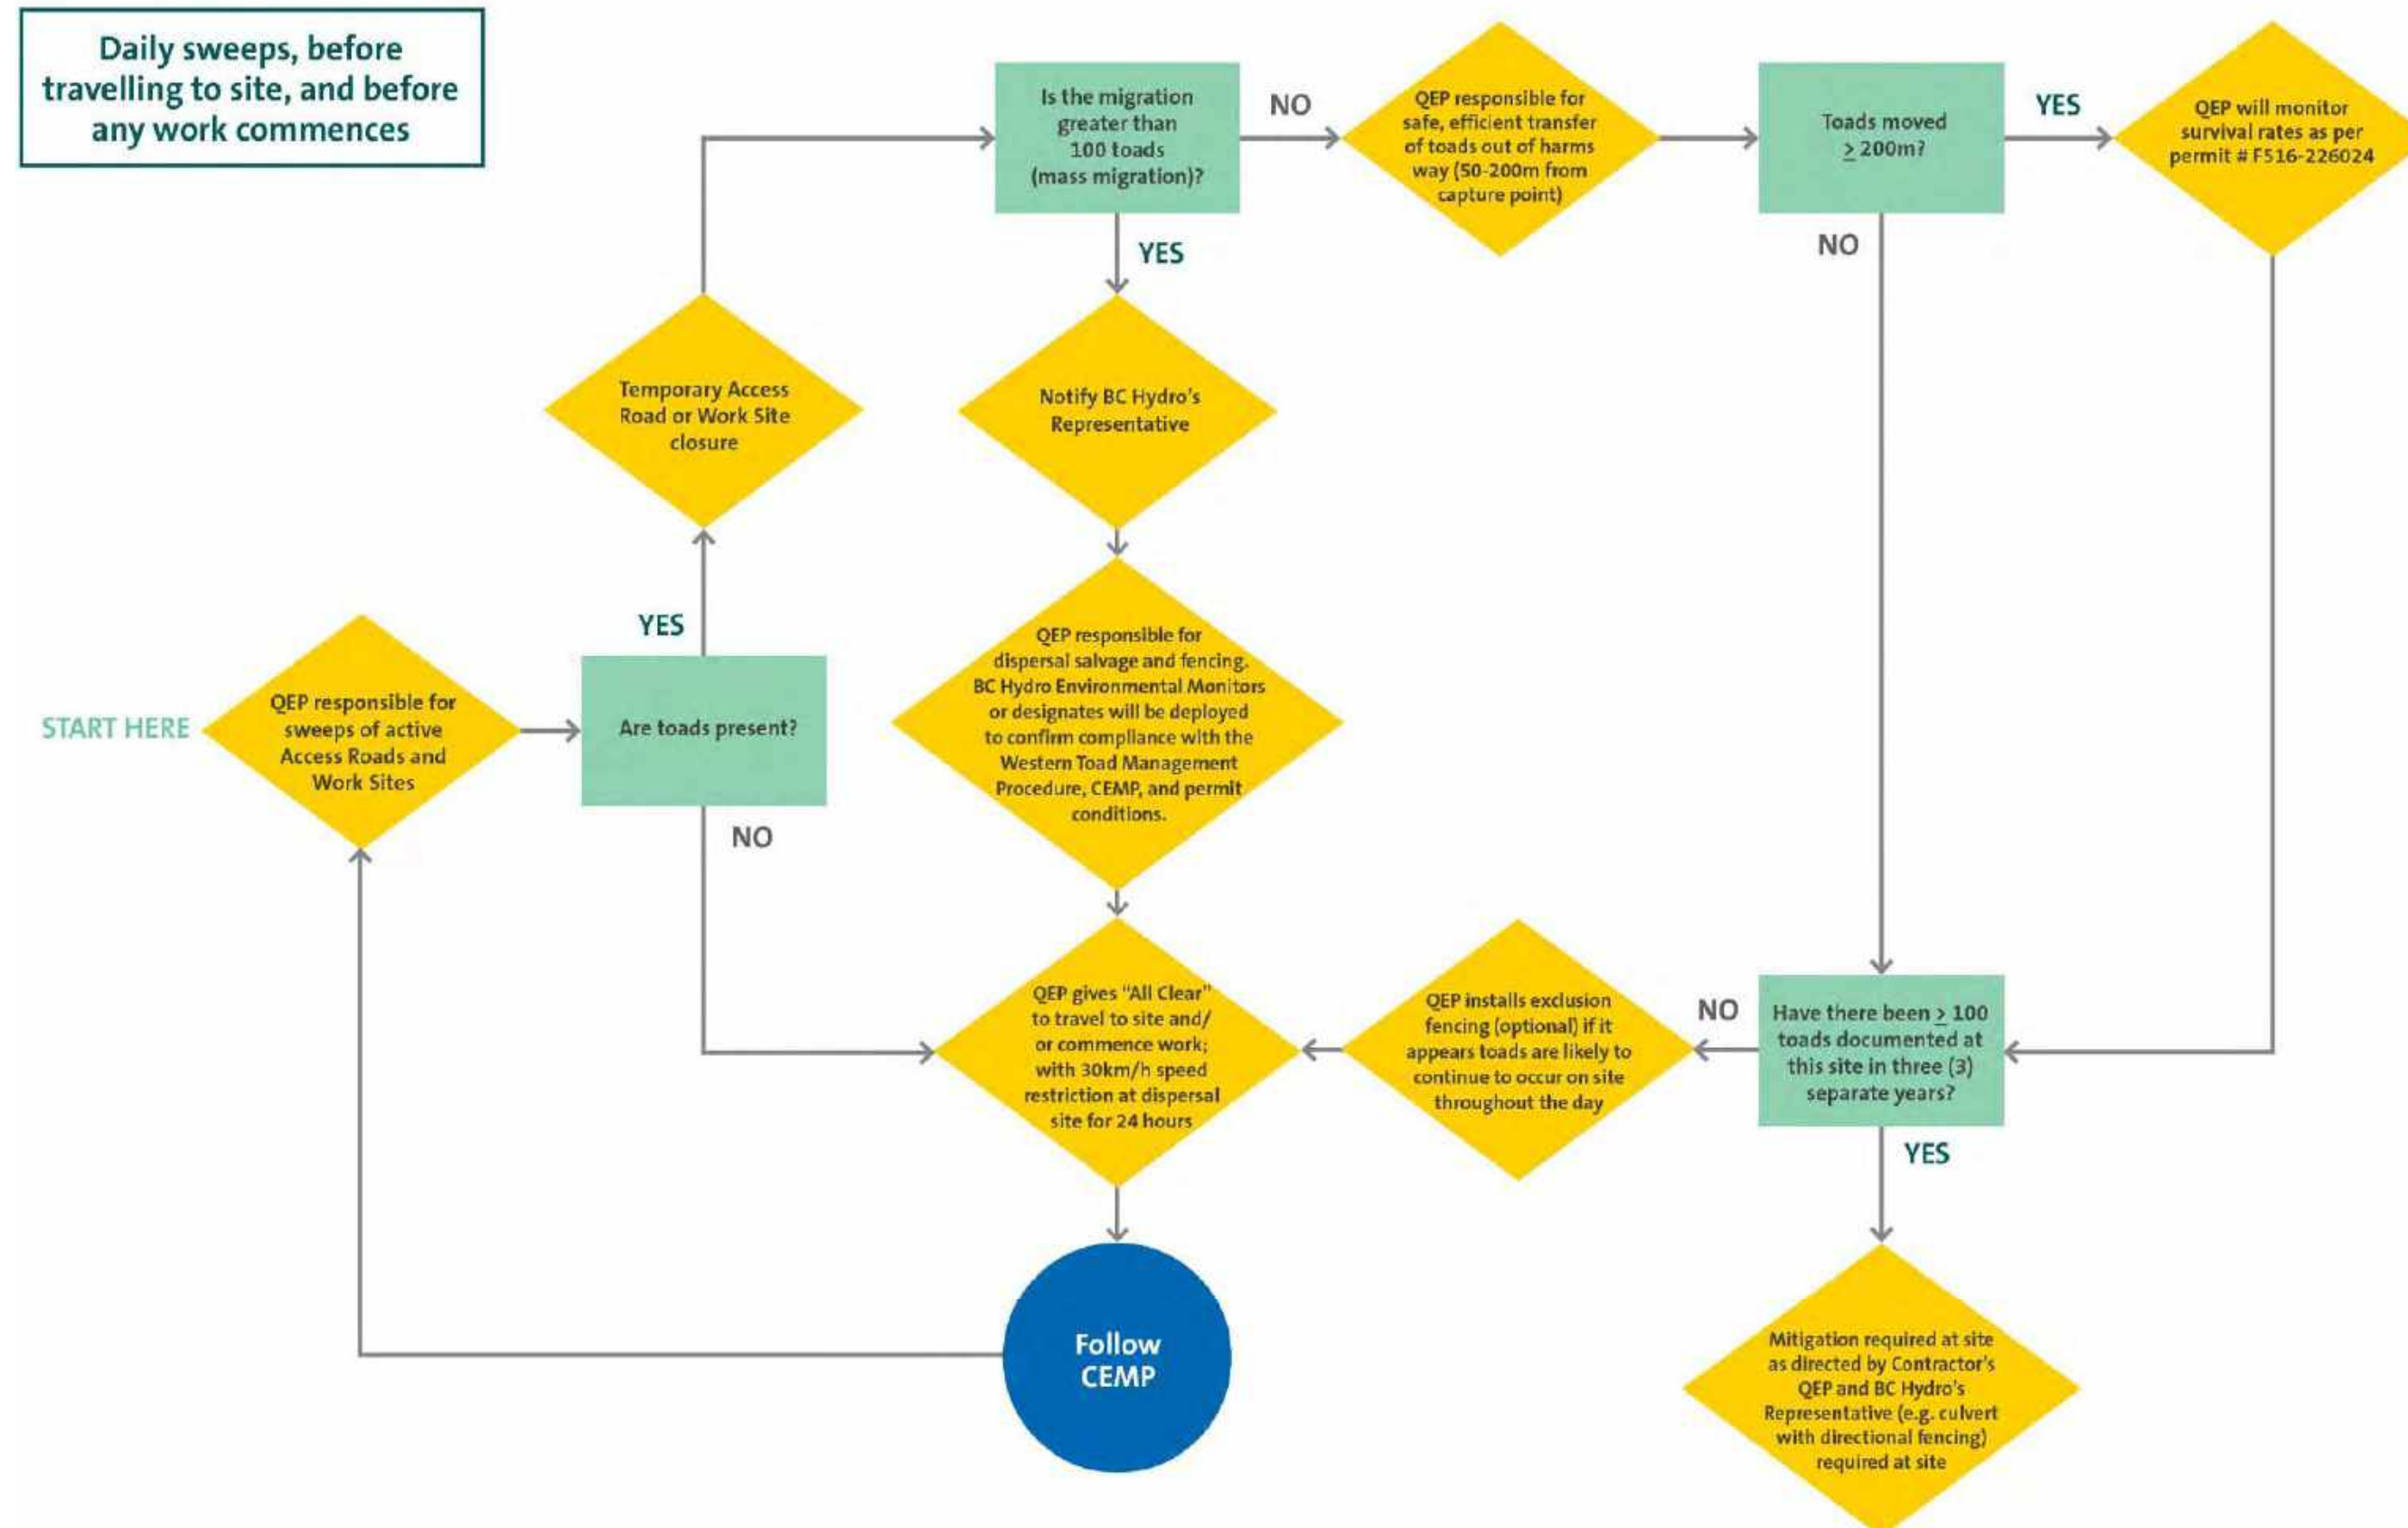 Daily sweeps, before
travelling to site, and before
any work commences
START HERE
QEP responsible for
sweeps of active
Access Roads and
Work Sites
Are toads present?
YES
NO
Temporary Access
Road or Work Site
closure
Is the migration
greater than
100 toads
(mass migration)?
NO
YES
QEP responsible for
safe, efficient transfer
of toads out of harms
way (50-200m from
capture point)
Toads moved
≥ 200m?
YES
NO
QEP will monitor
survival rates as per
permit # FS16-226024
Notify BC Hydro's
Representative
QEP responsible for
dispersal salvage and fencing.
BC Hydro Environmental Monitors
or designates will be deployed
to confirm compliance with the
Western Toad Management
Procedure, CEMP, and permit
conditions.
QEP gives “All Clear”
to travel to site and/
or commence work;
with 30km/h speed
restriction at dispersal
site for 24 hours
QEP installs exclusion
fencing (optional) if it
appears toads are likely to
continue to occur on site
throughout the day
NO
Have there been ≥ 100
toads documented at
this site in three (3)
separate years?
YES
Mitigation required at site
as directed by Contractor's
QEP and BC Hydro's
Representative (e.g. culvert
with directional fencing)
required at site
Follow
CEMP